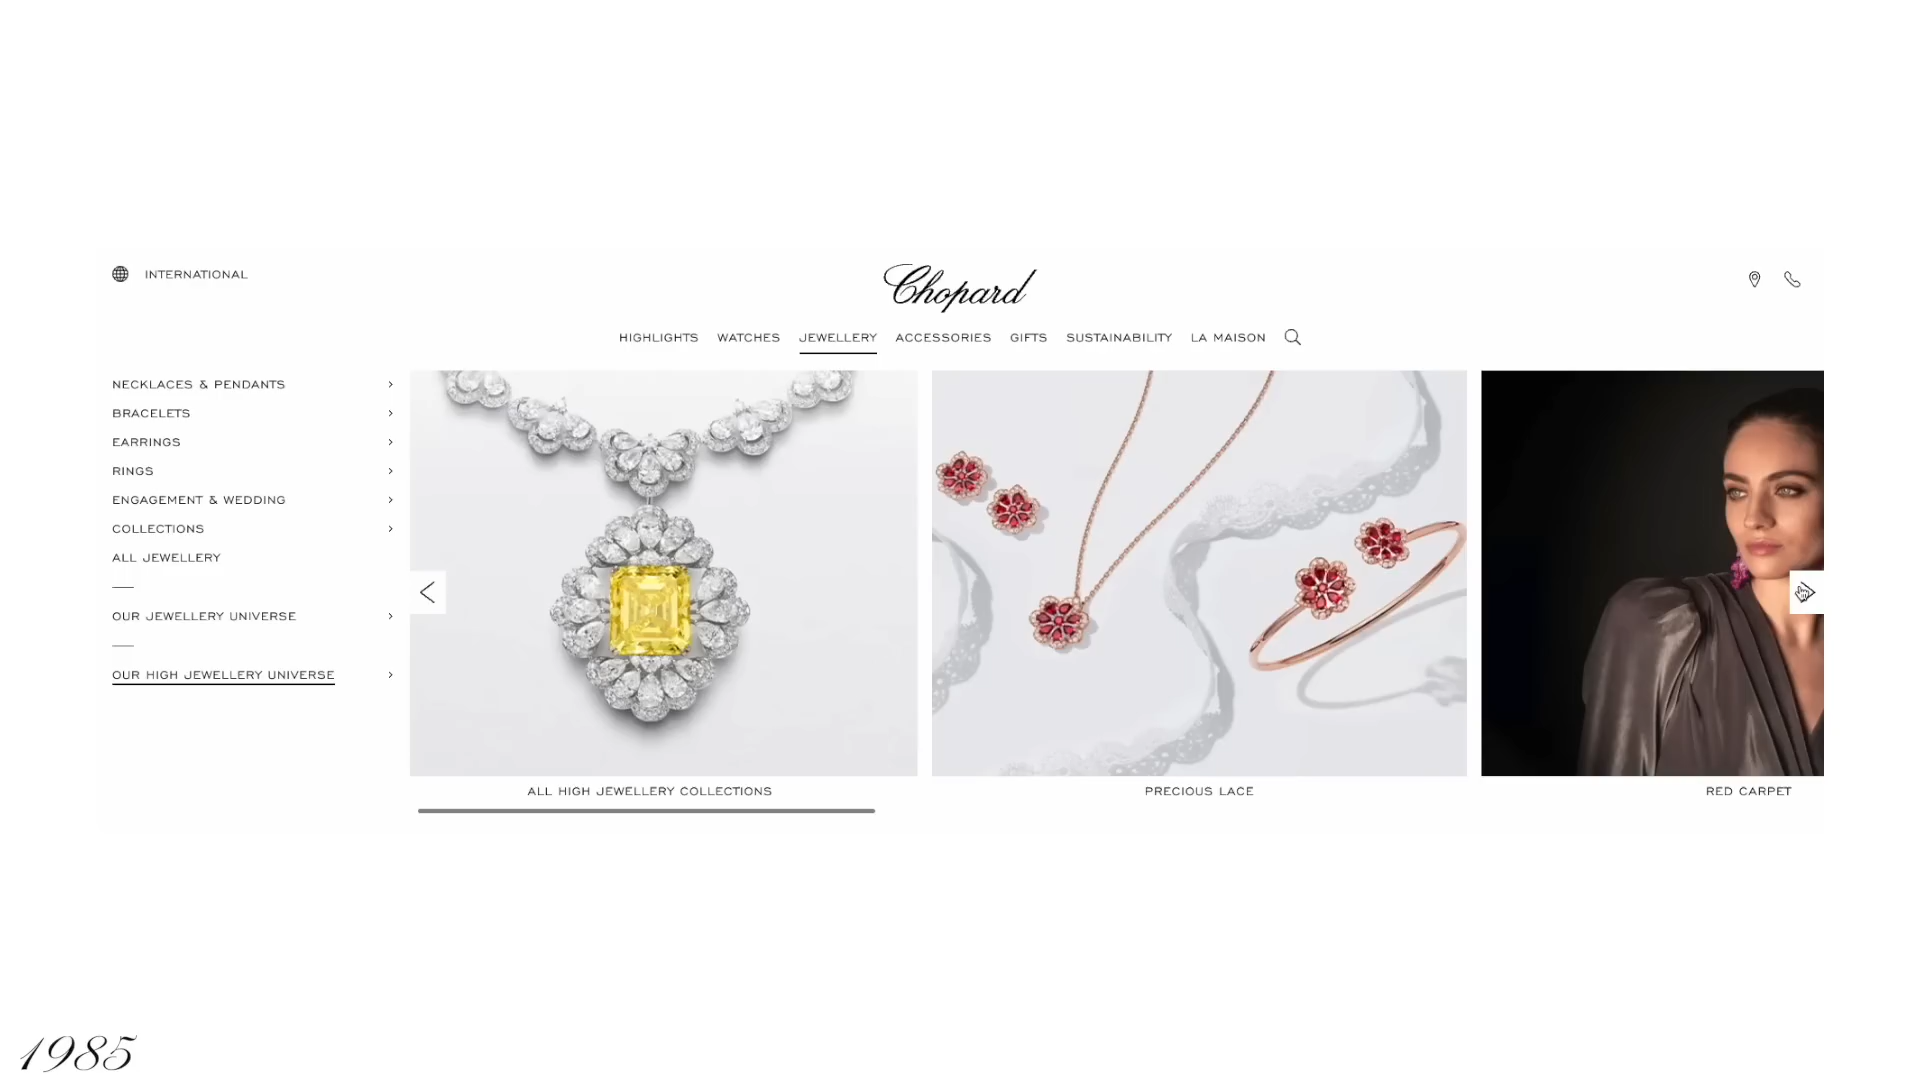 INTERNATIONAL
Chopard
HIGHLIGHTS WATCHES JEWELLERY ACCESSORIES GIFTS SUSTAINABILITY LA MAISON
NECKLACES & PENDANTS
BRACELETS
EARRINGS
RINGS
ENGAGEMENT & WEDDING
COLLECTIONS
ALL JEWELLERY
OUR JEWELLERY UNIVERSE
OUR HIGH JEWELLERY UNIVERSE
ALL HIGH JEWELLERY COLLECTIONS
PRECIOUS LACE
RED CARPET
1985